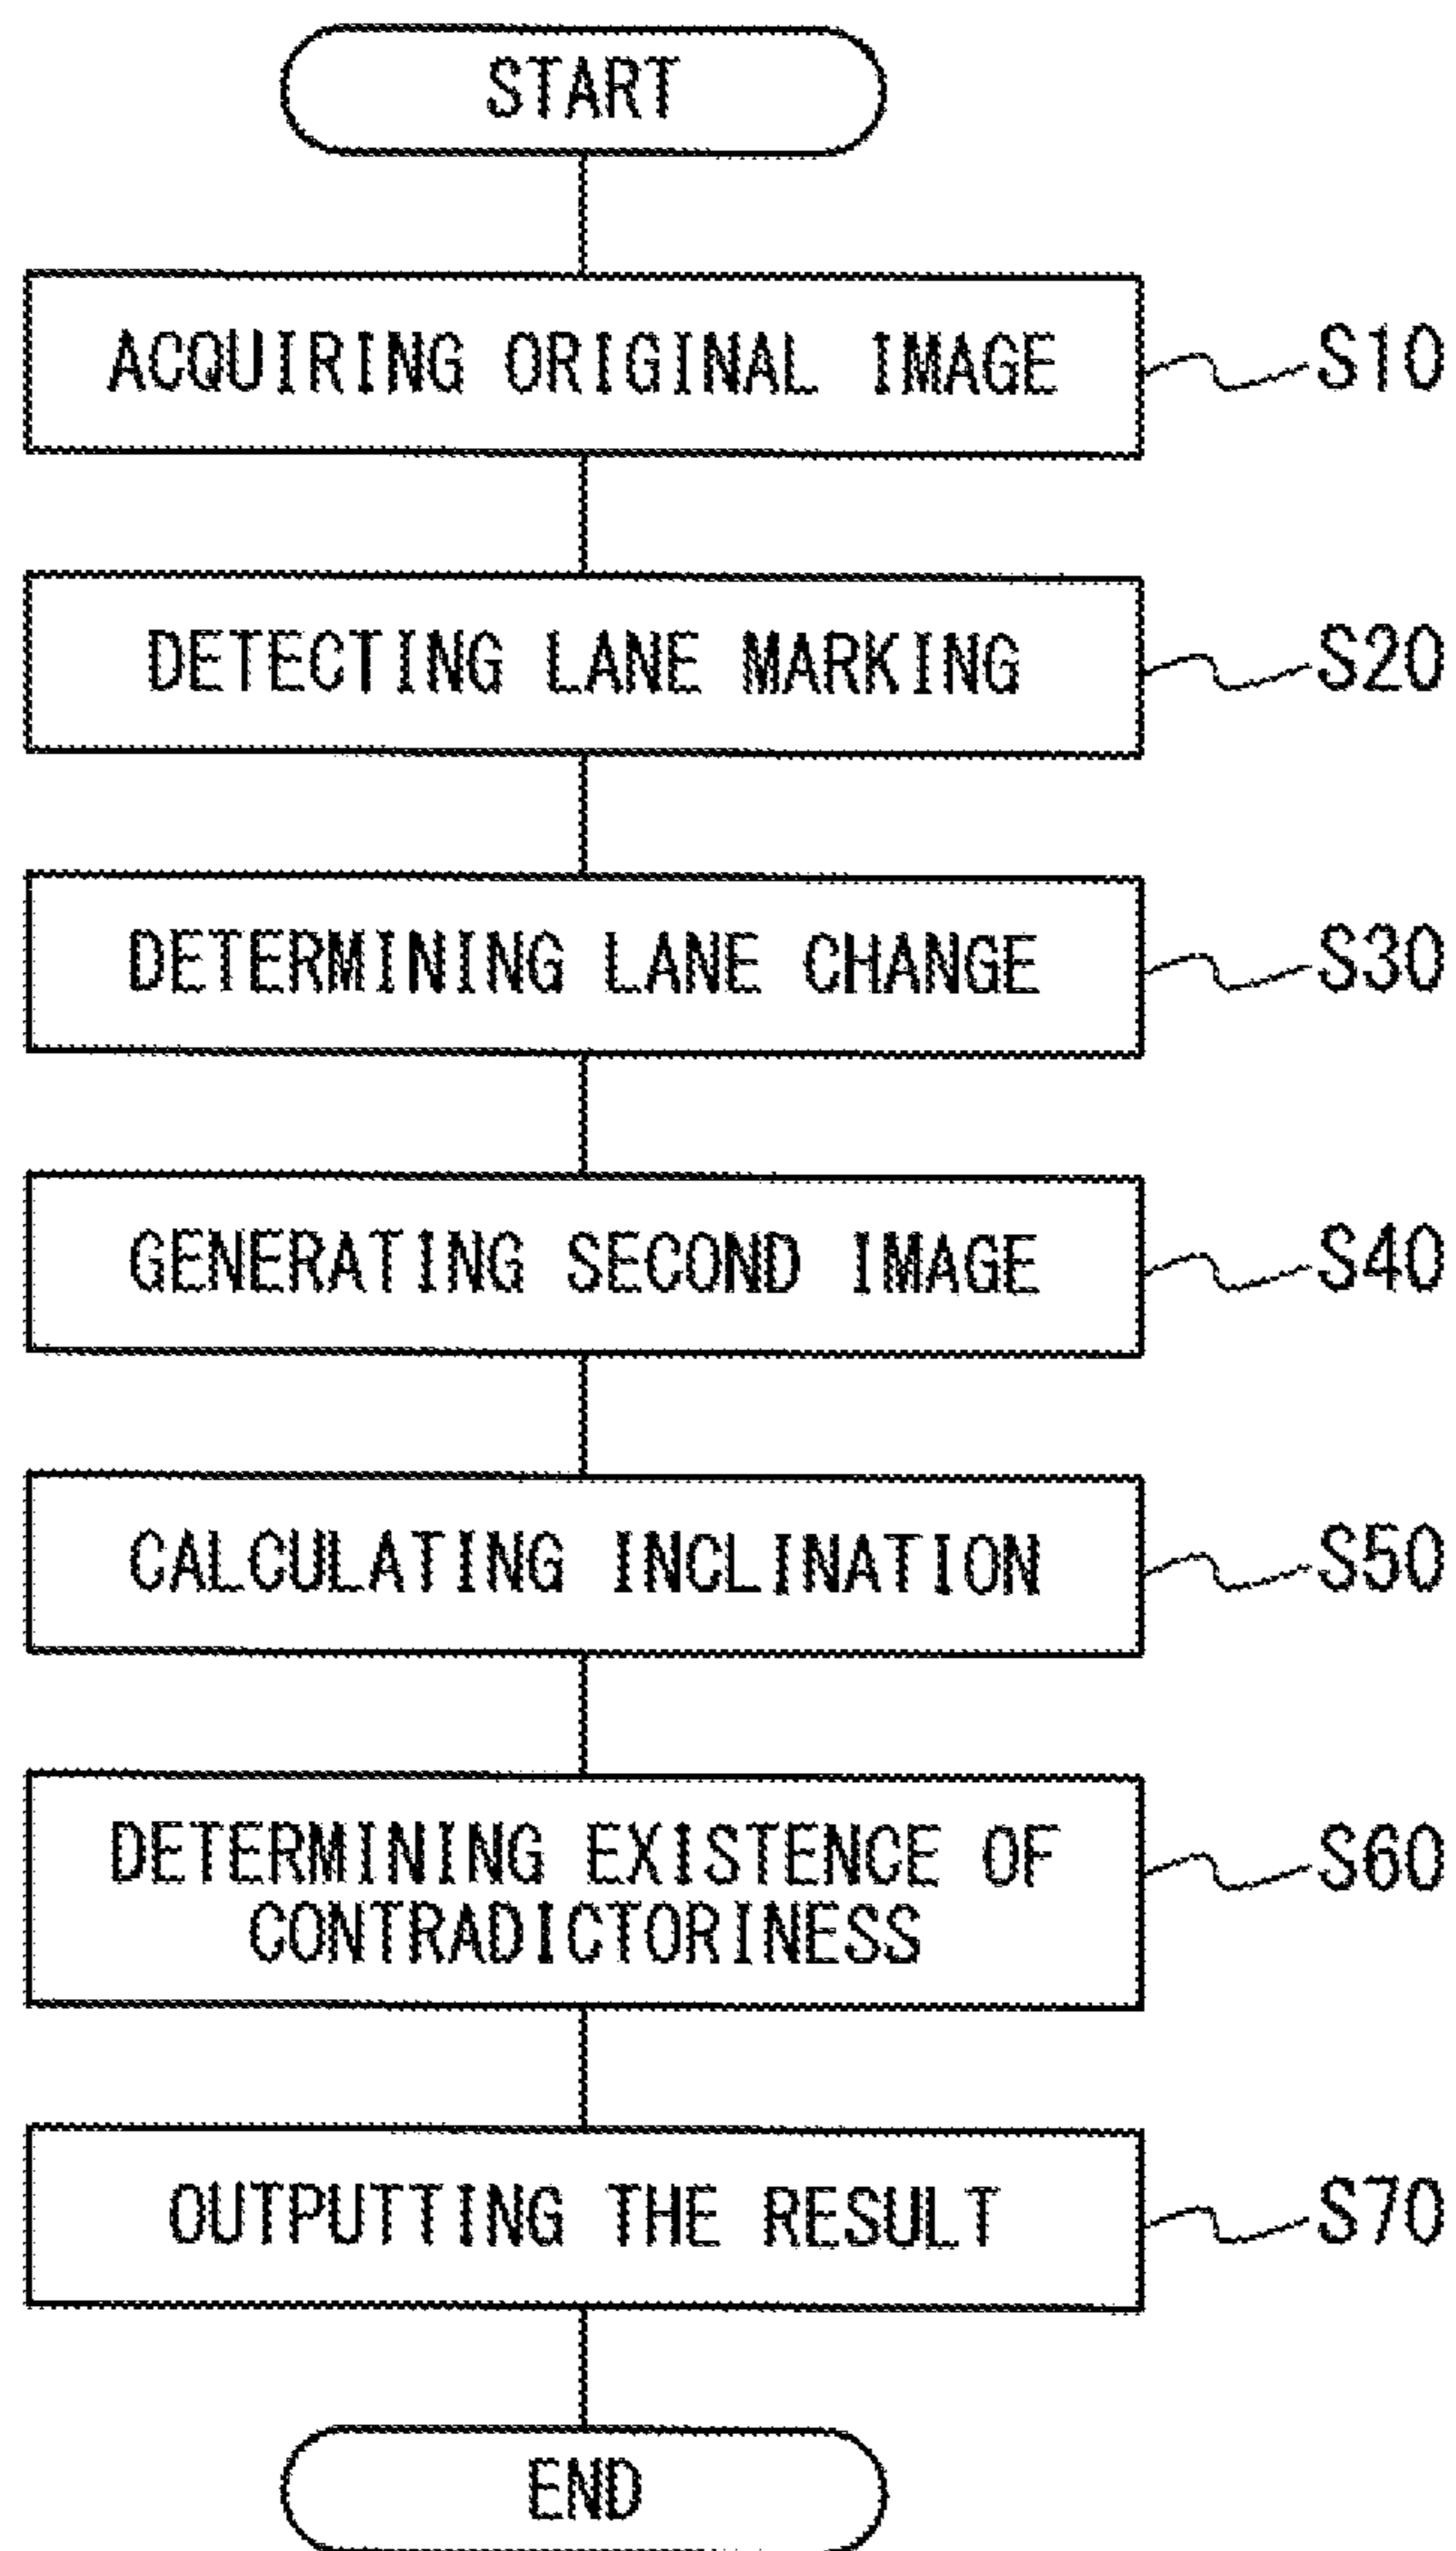 START
ACQUIRING ORIGINAL IMAGE
S10
DETECTING LANE MARKING
S20
DETERMINING LANE CHANGE
S30
GENERATING SECOND IMAGE
S40
CALCULATING INCLINATION
S50
DETERMINING EXISTENCE OF
CONTRADICTORINESS
S60
OUTPUTTING THE RESULT
S70
END